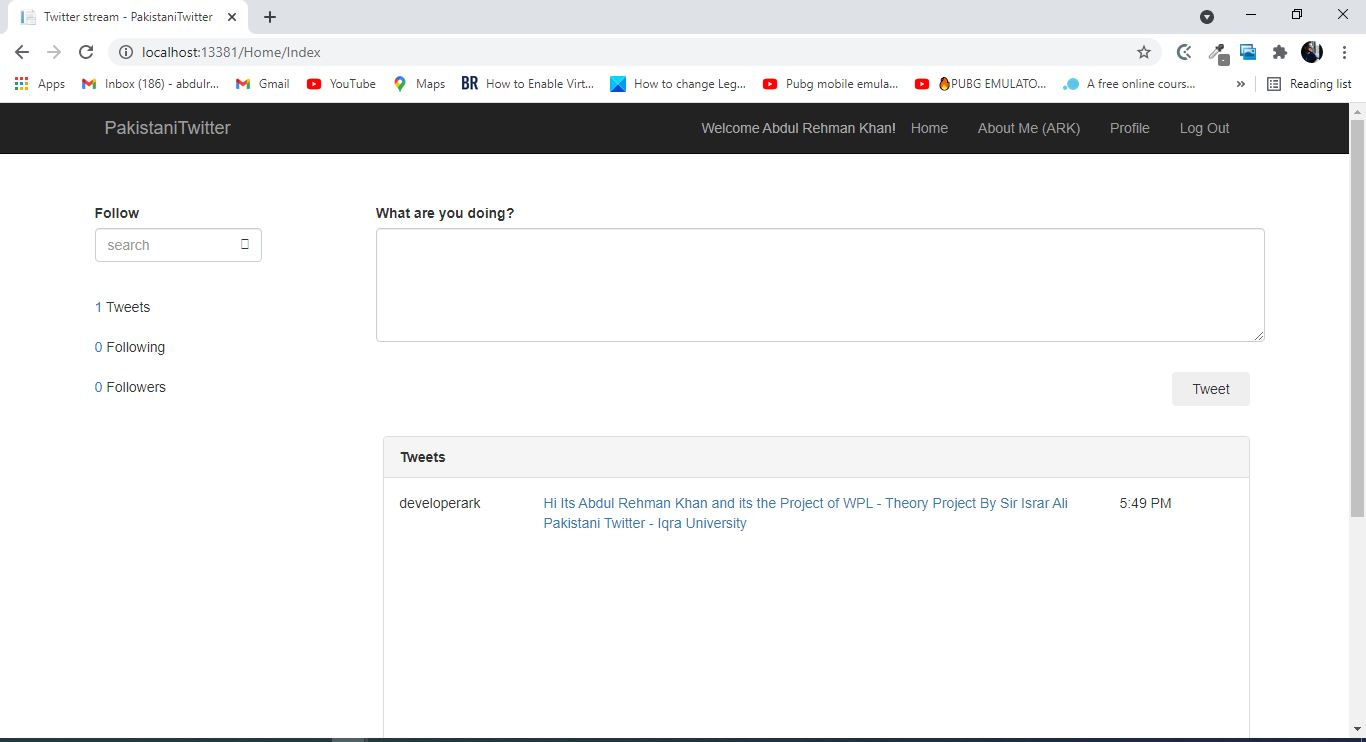 Twitter stream - PakistaniTwitter
localhost:13381/Home/Index
Apps
Inbox (186) - abdulr...
Gmail
YouTube
Maps
BR How to Enable Virt...
How to change Leg...
Pubg mobile emula...
PUBG EMULATO...
A free online cours...
»
Reading list
PakistaniTwitter
Welcome Abdul Rehman Khan!
Home
About Me (ARK)
Profile
Log Out
Follow
search
1 Tweets
0 Following
0 Followers
What are you doing?
Tweet
Tweets
developerark
Hi Its Abdul Rehman Khan and its the Project of WPL - Theory Project By Sir Israr Ali
Pakistani Twitter - Iqra University
5:49 PM